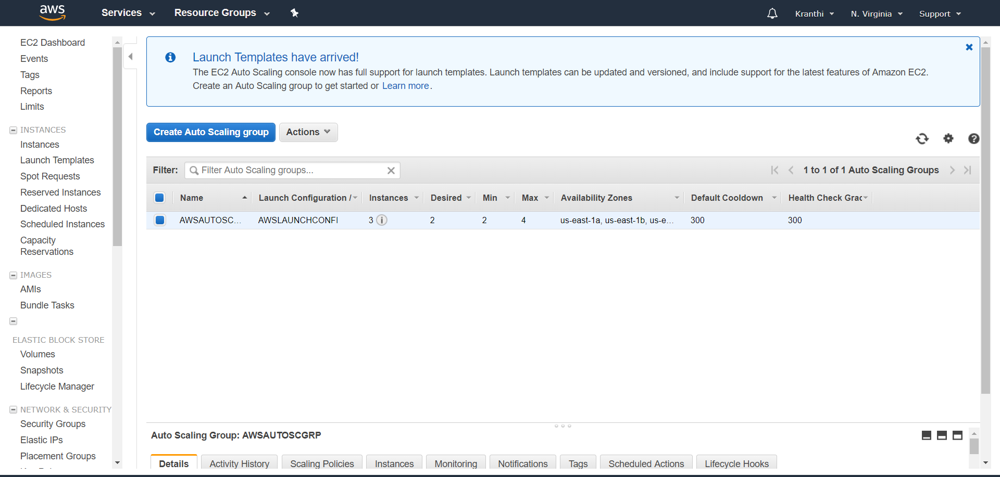 aws Services Resource Groups Kranthi N. Virginia Support
EC2 Dashboard
Events
Tags
Reports
Limits
INSTANCES
Instances
Launch Templates
Spot Requests
Reserved Instances
Dedicated Hosts
Scheduled Instances
Capacity
Reservations
IMAGES
AMIs
Bundle Tasks
ELASTIC BLOCK STORE
Volumes
Snapshots
Lifecycle Manager
NETWORK & SECURITY
Security Groups
Elastic IPs
Placement Groups
Launch Templates have arrived!
The EC2 Auto Scaling console now has full support for launch templates. Launch templates can be updated and versioned, and include support for the latest features of Amazon EC2.
Create an Auto Scaling group to get started or Learn more.
Create Auto Scaling group Actions
Filter: Filter Auto Scaling groups... 1 to 1 of 1 Auto Scaling Groups
Name Launch Configuration / Instances Desired Min Max Availability Zones Default Cooldown Health Check Grac
AWSAUTOSC... AWSLAUNCHCONFI 3 2 2 4 us-east-1a, us-east-1b, us-e... 300 300
Auto Scaling Group: AWSAUTOSCGRP
Details Activity History Scaling Policies Instances Monitoring Notifications Tags Scheduled Actions Lifecycle Hooks